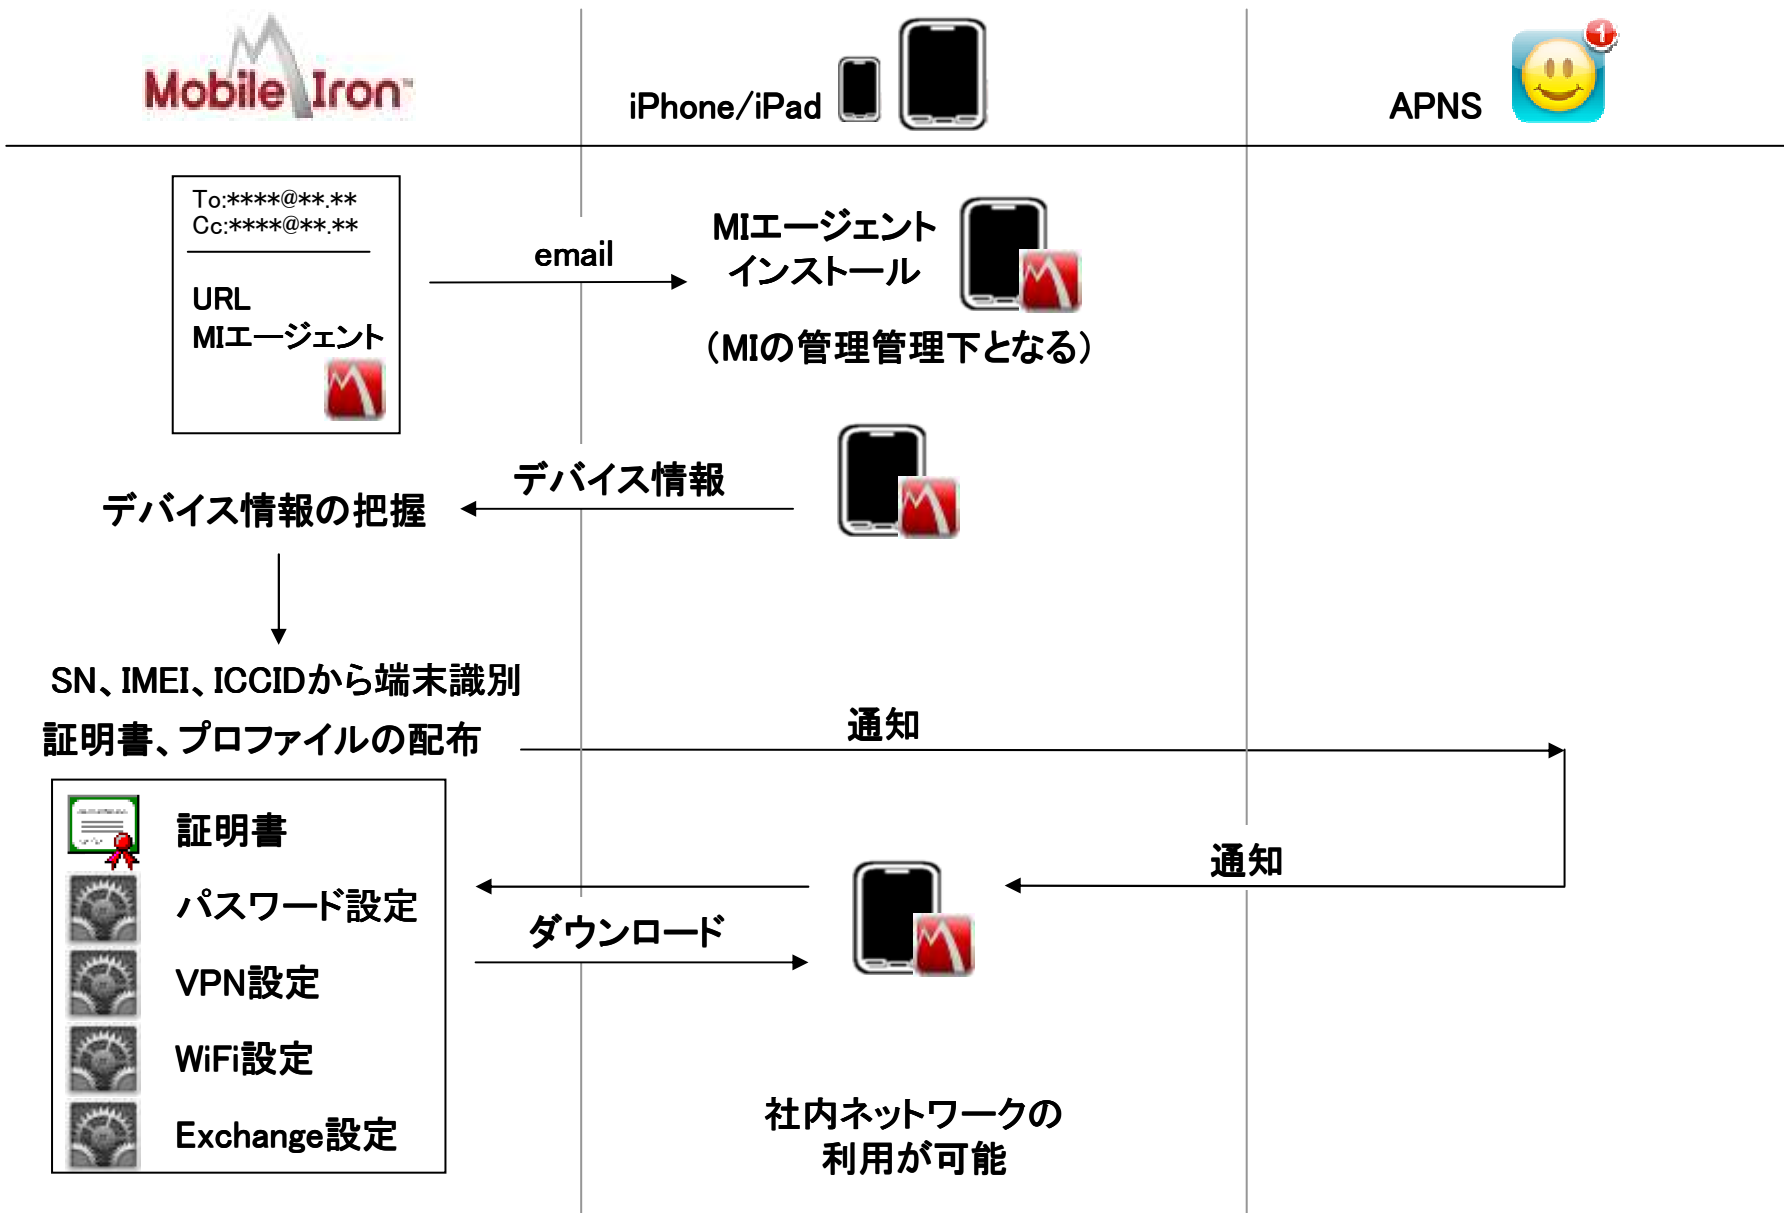 Mobile Iron™
iPhone/iPad
APNS
1
To:****@**.**
Cc:****@**.**
URL
MIエージェント
email
MIエージェント
インストール
（MIの管理管理下となる）
デバイス情報
デバイス情報の把握
SN、IMEI、ICCIDから端末識別
証明書、プロファイルの配布
通知
証明書
パスワード設定
VPN設定
WiFi設定
Exchange設定
通知
ダウンロード
社内ネットワークの
利用が可能